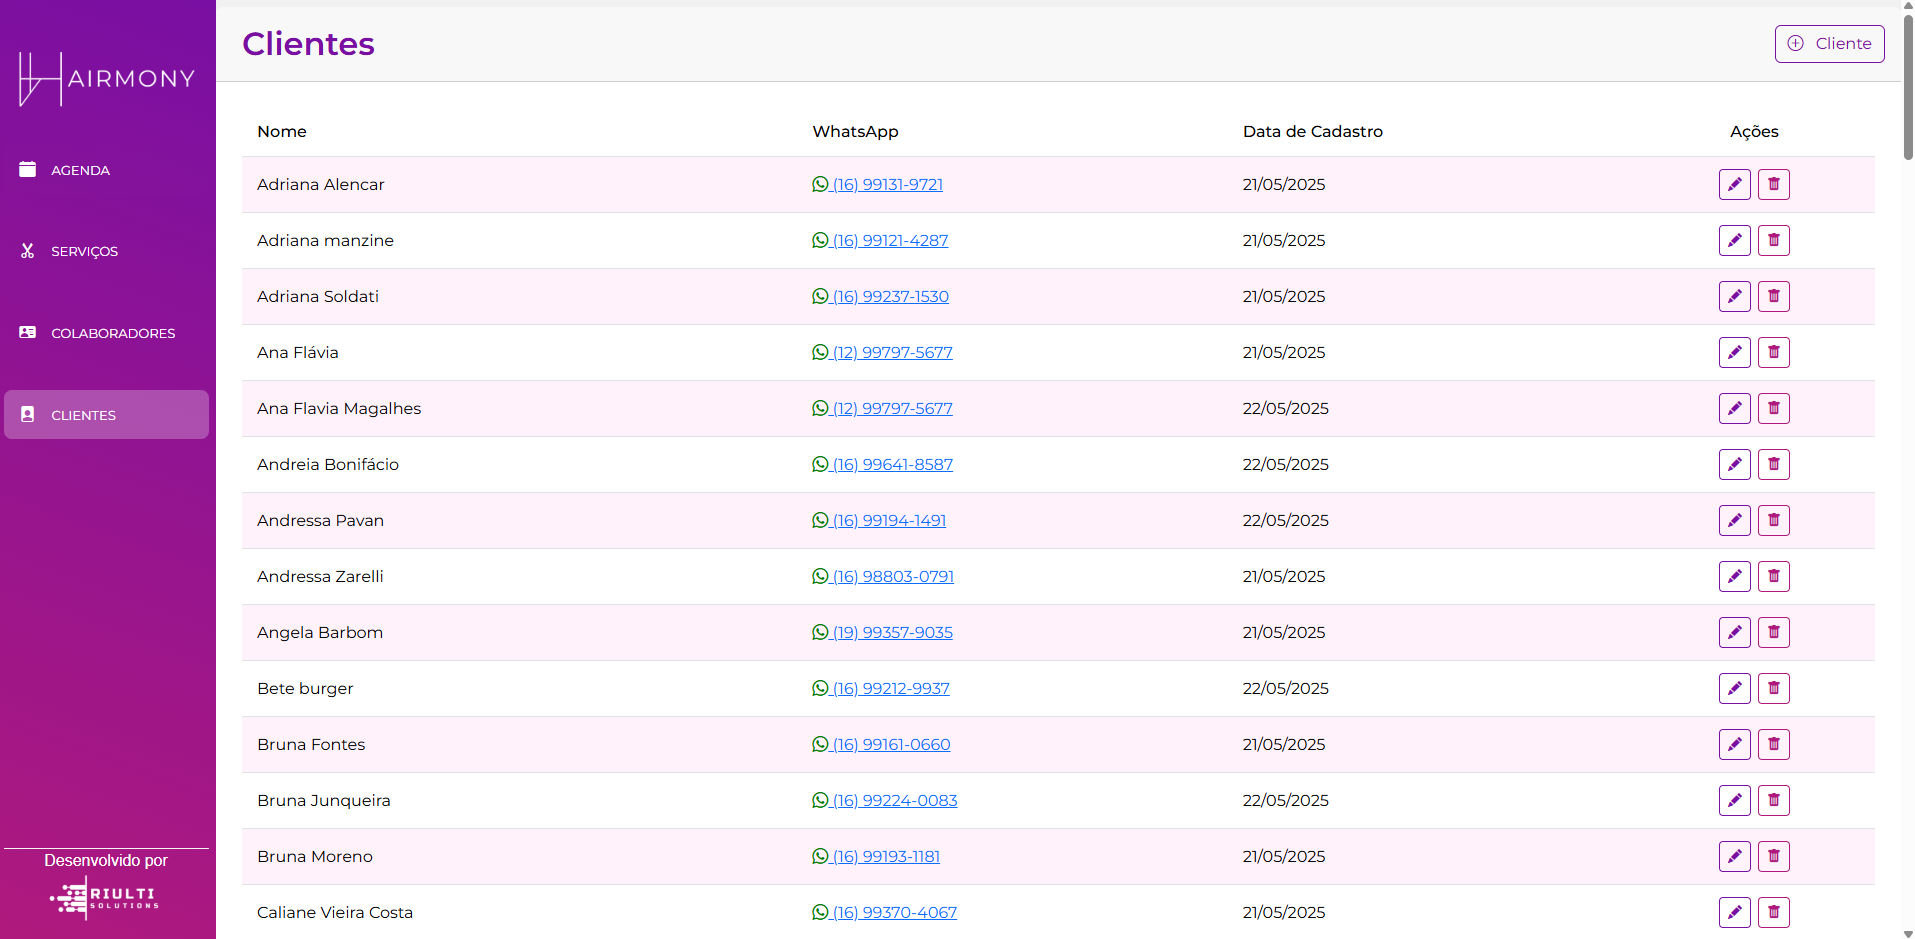 HAIRMONY
AGENDA
SERVIÇOS
COLABORADORES
CLIENTES
Desenvolvido por
RIULTI
SOLUTIONS
Clientes
Cliente
Nome WhatsApp Data de Cadastro Ações
Adriana Alencar (16) 99131-9721 21/05/2025
Adriana manzine (16) 99121-4287 21/05/2025
Adriana Soldati (16) 99237-1530 21/05/2025
Ana Flávia (12) 99797-5677 21/05/2025
Ana Flavia Magalhes (12) 99797-5677 22/05/2025
Andreia Bonifácio (16) 99641-8587 22/05/2025
Andressa Pavan (16) 99194-1491 22/05/2025
Andressa Zarelli (16) 98803-0791 21/05/2025
Angela Barbom (19) 99357-9035 21/05/2025
Bete burger (16) 99212-9937 22/05/2025
Bruna Fontes (16) 99161-0660 21/05/2025
Bruna Junqueira (16) 99224-0083 22/05/2025
Bruna Moreno (16) 99193-1181 21/05/2025
Caliane Vieira Costa (16) 99370-4067 21/05/2025